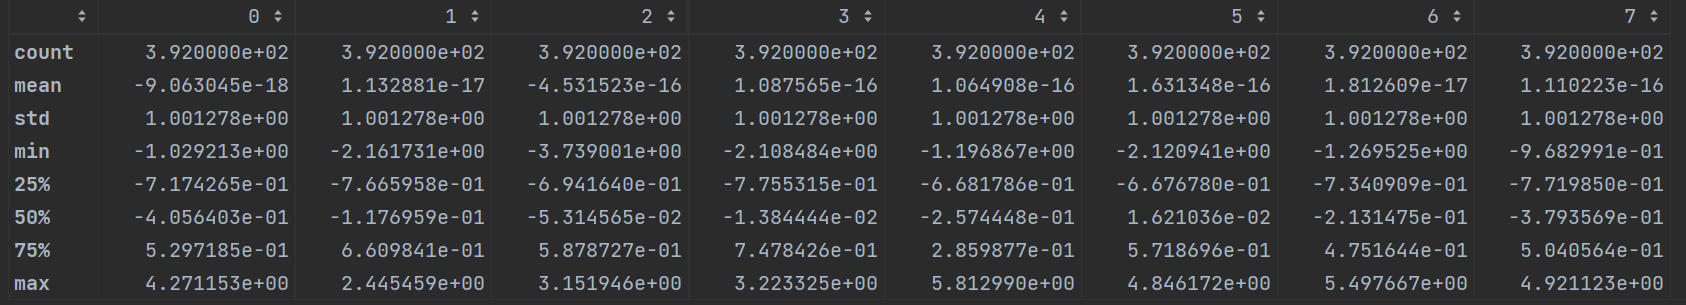 0 1 2 3 4 5 6 7
count 3.920000e+02 3.920000e+02 3.920000e+02 3.920000e+02 3.920000e+02 3.920000e+02 3.920000e+02 3.920000e+02
mean -9.063045e-18 1.132881e-17 -4.531523e-16 1.087565e-16 1.064908e-16 1.631348e-16 1.812609e-17 1.110223e-16
std 1.001278e+00 1.001278e+00 1.001278e+00 1.001278e+00 1.001278e+00 1.001278e+00 1.001278e+00 1.001278e+00
min -1.029213e+00 -2.161731e+00 -3.739001e+00 -2.108484e+00 -1.196867e+00 -2.120941e+00 -1.269525e+00 -9.682991e-01
25% -7.174265e-01 -7.665958e-01 -6.941640e-01 -7.755315e-01 -6.681786e-01 -6.676780e-01 -7.340909e-01 -7.719850e-01
50% -4.056403e-01 -1.176959e-01 -5.314565e-02 -1.384444e-02 -2.574448e-01 1.621036e-02 -2.131475e-01 -3.793569e-01
75% 5.297185e-01 6.609841e-01 5.878727e-01 7.478426e-01 2.859877e-01 5.718696e-01 4.751644e-01 5.040564e-01
max 4.271153e+00 2.445459e+00 3.151946e+00 3.223325e+00 5.812990e+00 4.846172e+00 5.497667e+00 4.921123e+00